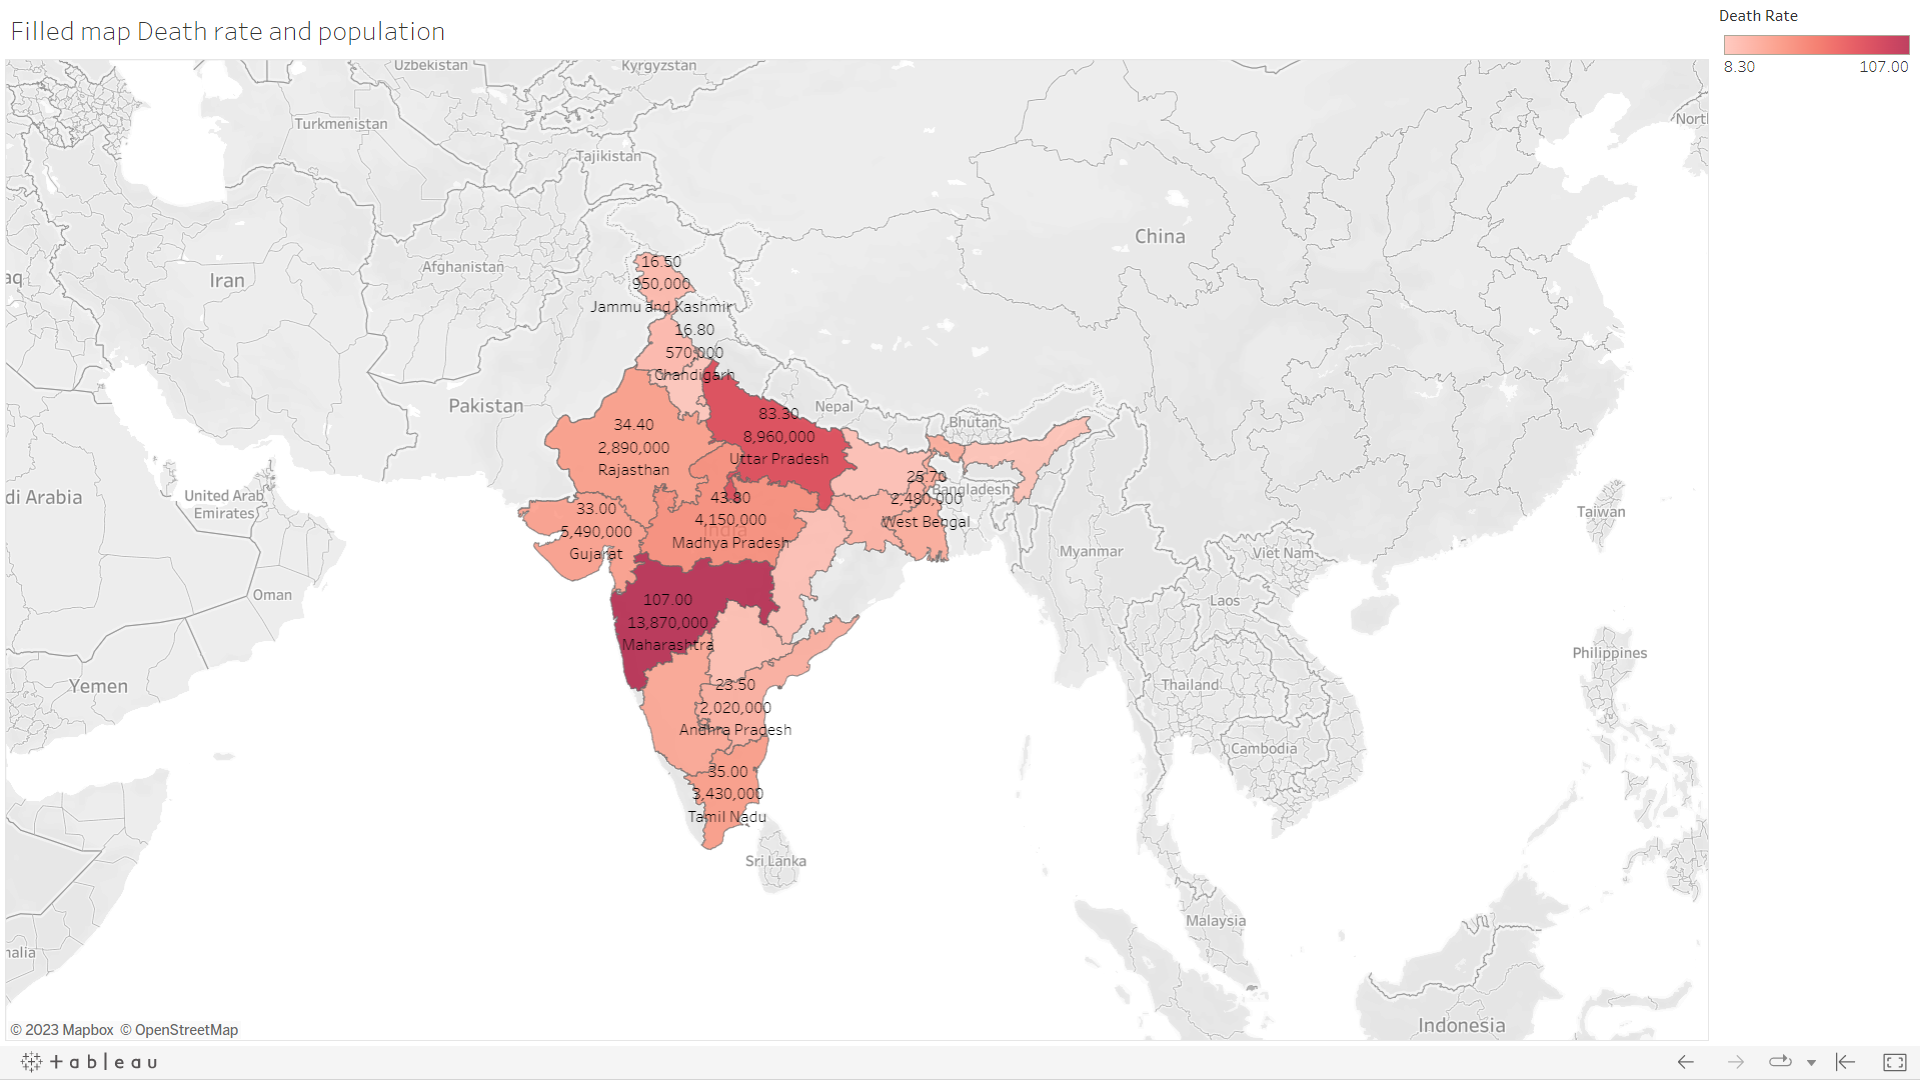 Filled map Death rate and population
Death Rate
8.30 107.00
Uzbekistan
Kyrgyzstan
Turkmenistan
North
Tajikistan
China
Afghanistan
Iran
aq
16.50
950,000
Jammu and Kashmir
16.80
570,000
Chandigarh
Pakistan
Nepal
Bhutan
83.30
8,960,000
Uttar Pradesh
34.40
2,890,000
Rajasthan
25.70
2,480,000
West Bengal
Bangladesh
di Arabia
United Arab
Emirates
33.00
5,490,000
Gujarat
43.80
4,150,000
India
Madhya Pradesh
Taiwan
Myanmar
Viet Nam
Oman
Laos
107.00
13,870,000
Maharashtra
Philippines
Yemen
Thailand
23.50
2,020,000
Andhra Pradesh
Cambodia
35.00
3,430,000
Tamil Nadu
Sri Lanka
Malaysia
nalia
Indonesia
© 2023 Mapbox © OpenStreetMap
+ a b l e a u